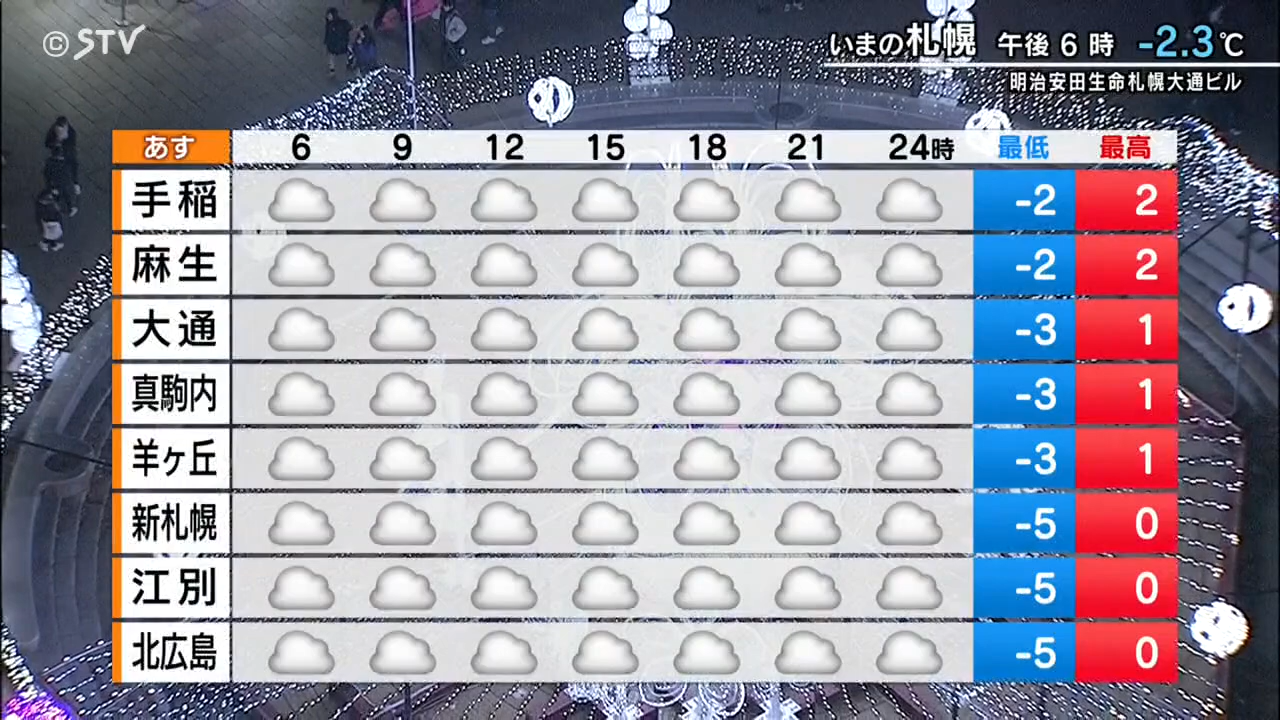 © STV
いまの札幌 午後6時 -2.3℃
明治安田生命札幌大通ビル
あす 6 9 12 15 18 21 24時 最低 最高
手稲 -2 2
麻生 -2 2
大通 -3 1
真駒内 -3 1
羊ヶ丘 -3 1
新札幌 -5 0
江別 -5 0
北広島 -5 0